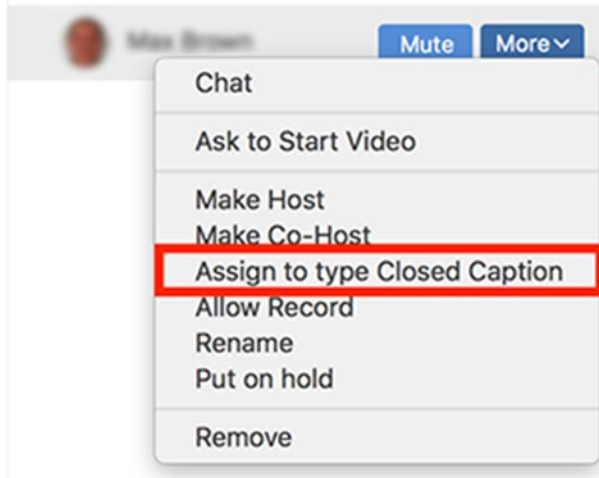 Mute More
Chat
Ask to Start Video
Make Host
Make Co-Host
Assign to type Closed Caption
Allow Record
Rename
Put on hold
Remove